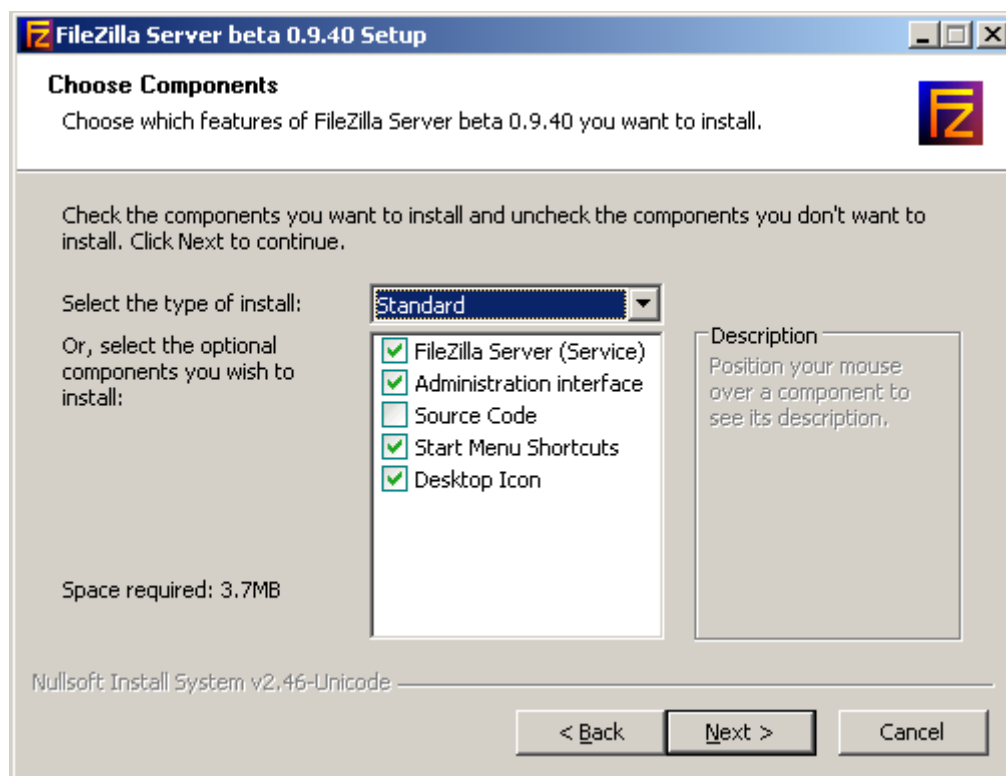 FileZilla Server beta 0.9.40 Setup
Choose Components
Choose which features of FileZilla Server beta 0.9.40 you want to install.
Check the components you want to install and uncheck the components you don't want to
install. Click Next to continue.
Select the type of install:
Standard
Or, select the optional
components you wish to
install:
FileZilla Server (Service)
Administration interface
Source Code
Start Menu Shortcuts
Desktop Icon
Description
Position your mouse
over a component to
see its description.
Space required: 3.7MB
Nullsoft Install System v2.46-Unicode
< Back
Next >
Cancel